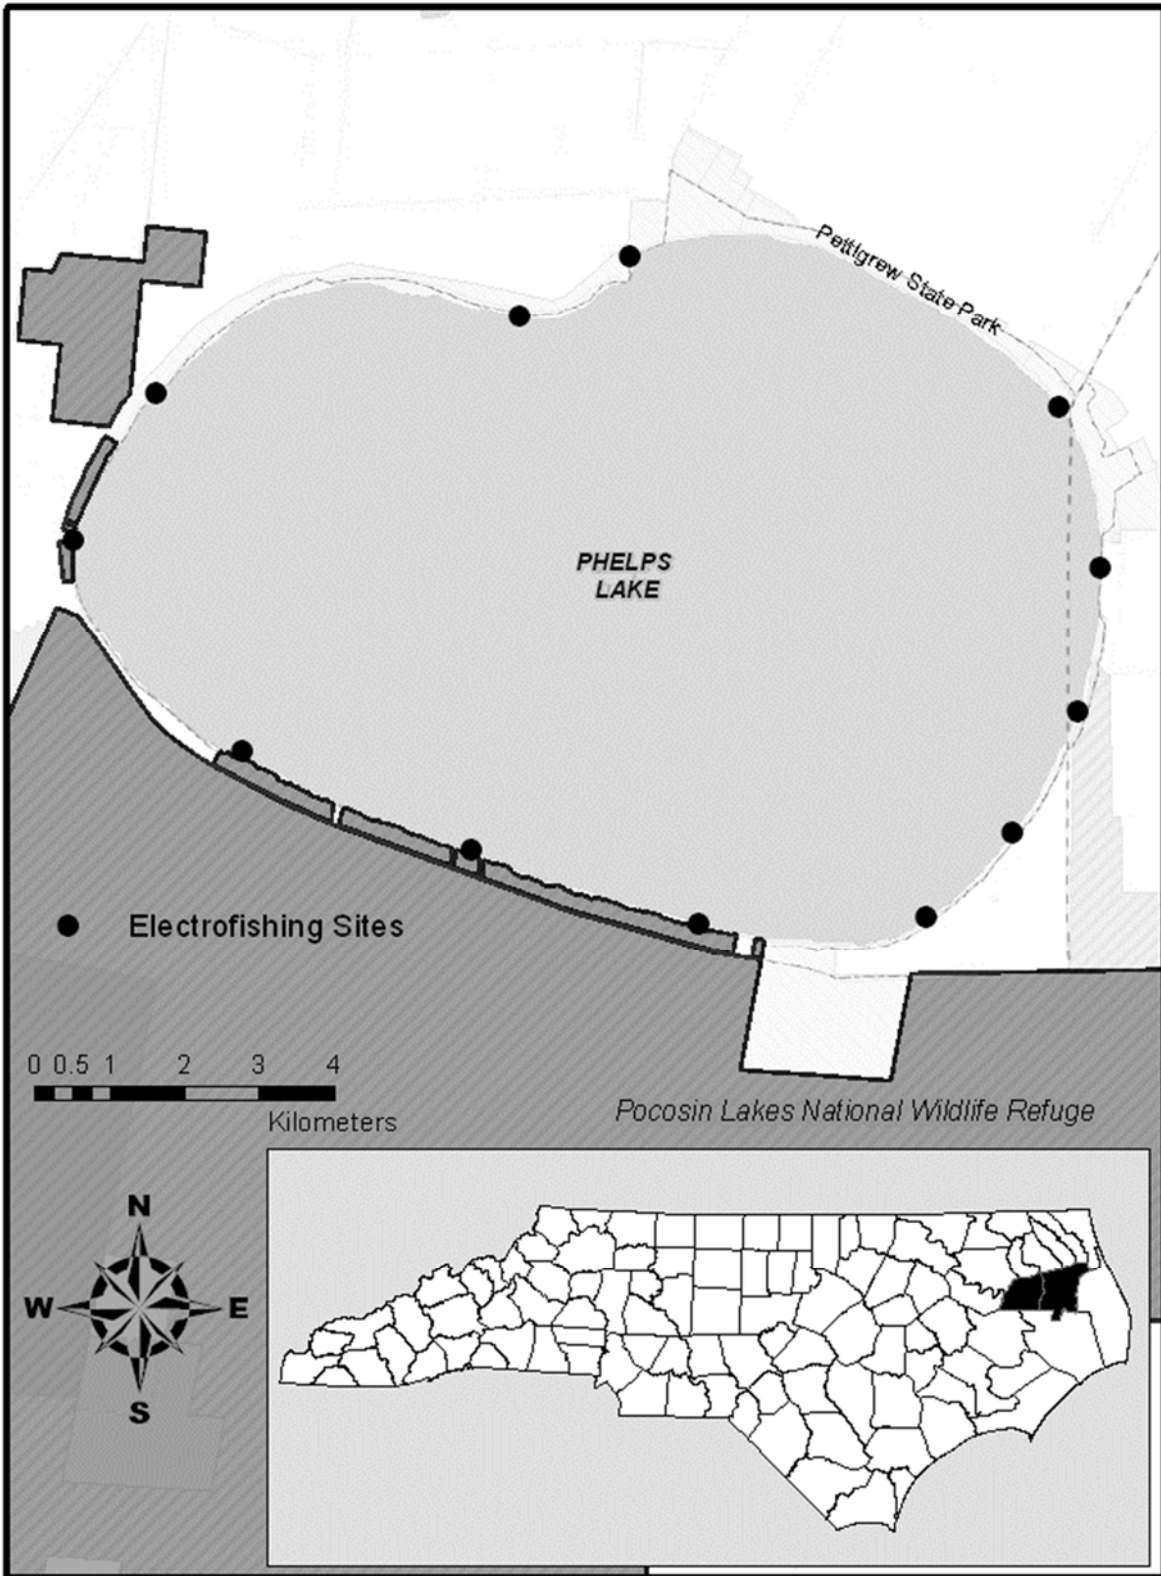 Pettigrew State Park
PHELPS
LAKE
Electrofishing Sites
0 0.5 1 2 3 4
Kilometers
Pocosin Lakes National Wildlife Refuge
N
W E
S